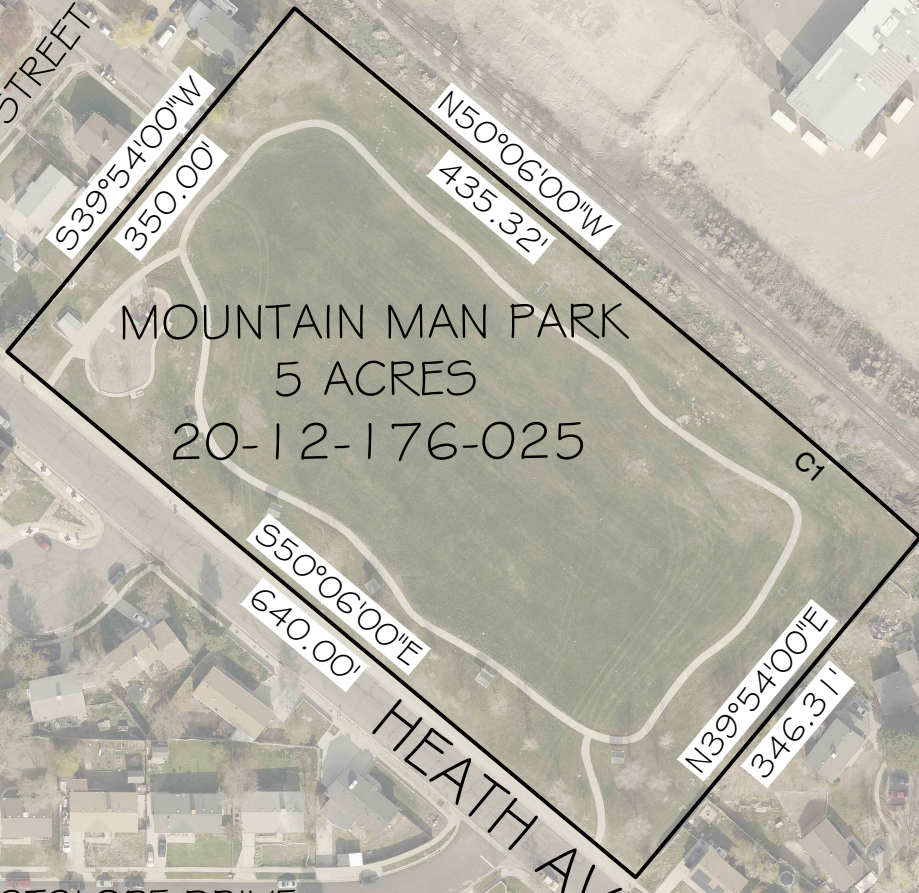 STREET
S39°54'00"W
350.00'
N50°06'00"W
435.32'
MOUNTAIN MAN PARK
5 ACRES
20-12-176-025
C1
S50°06'00"E
640.00'
N39°54'00"E
346.31'
HEATH AV
DRIVE